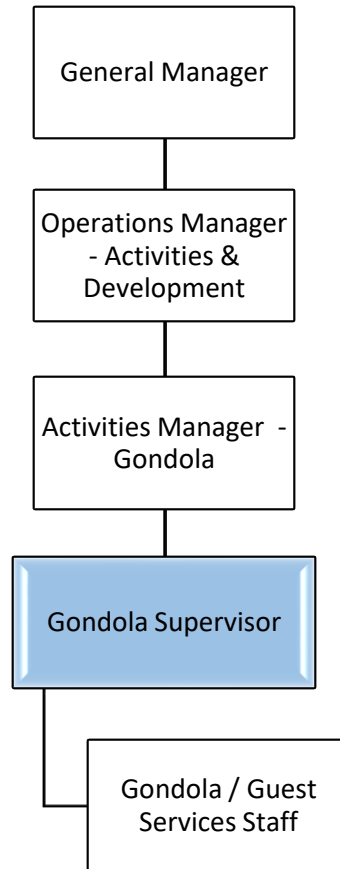 General Manager
Operations Manager
- Activities &
Development
Activities Manager -
Gondola
Gondola Supervisor
Gondola / Guest
Services Staff